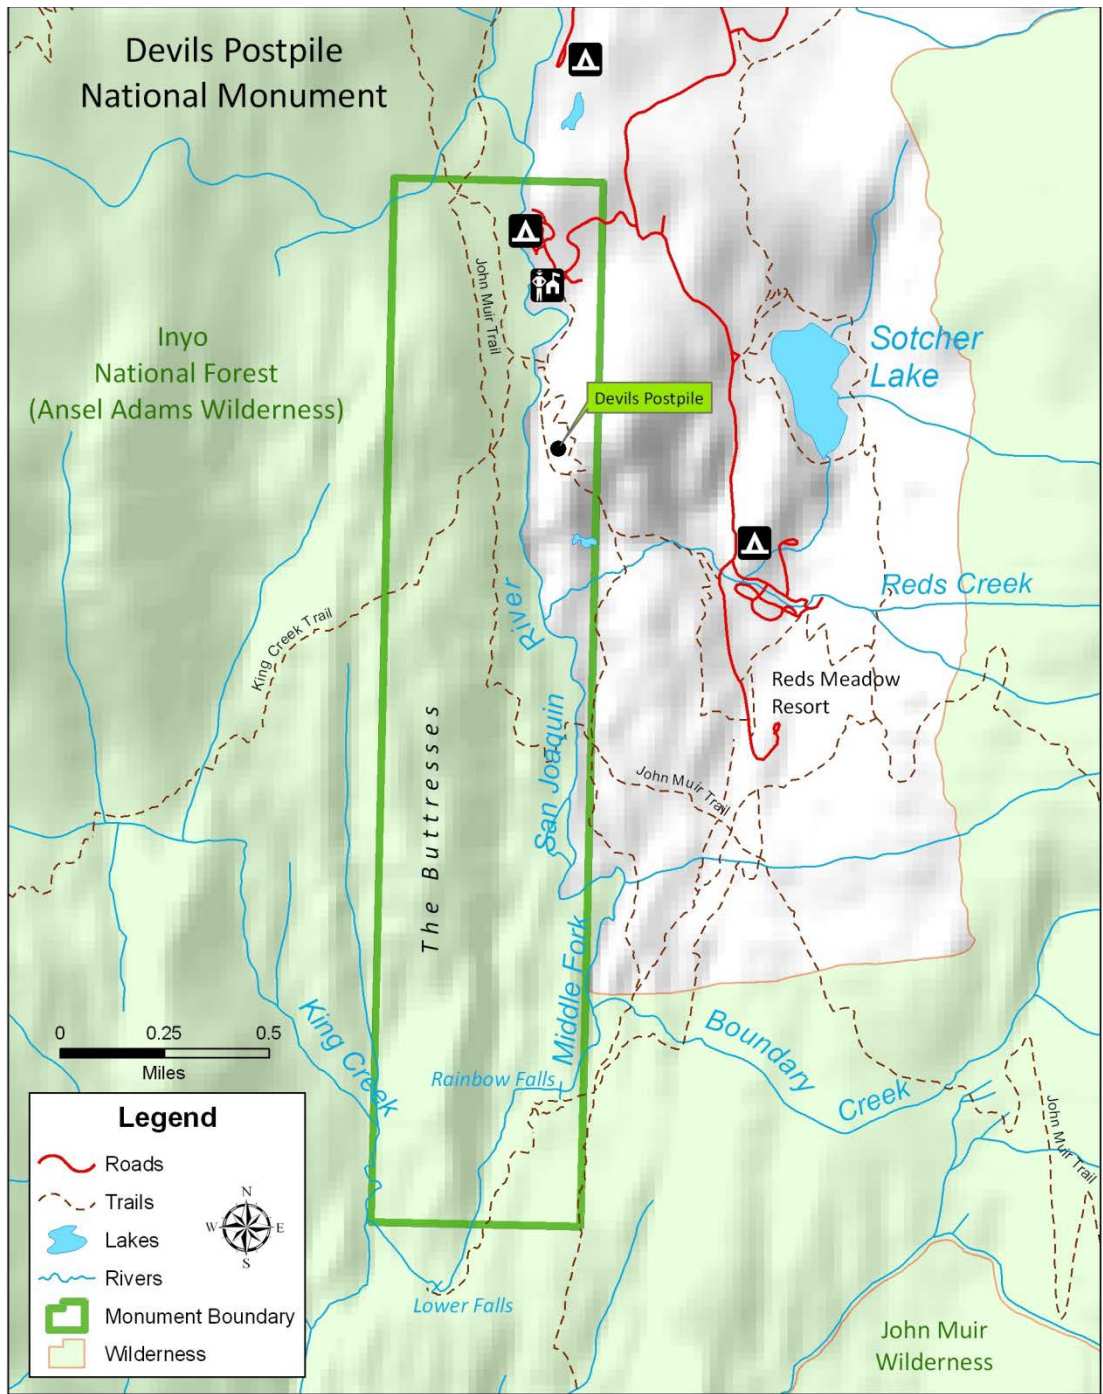 Devils Postpile
National Monument
Inyo
National Forest
(Ansel Adams Wilderness)
John Muir Trail
Devils Postpile
Sotcher
Lake
King Creek Trail
River
Reds Creek
Reds Meadow
Resort
The Buttresses
San Joaquin
John Muir Trail
Middle Fork
King Creek
Boundary
Creek
Rainbow Falls
0 0.25 0.5
Miles
John Muir Trail
Lower Falls
John Muir
Wilderness
Legend
Roads
Trails
Lakes
Rivers
Monument Boundary
Wilderness
N
W E
S